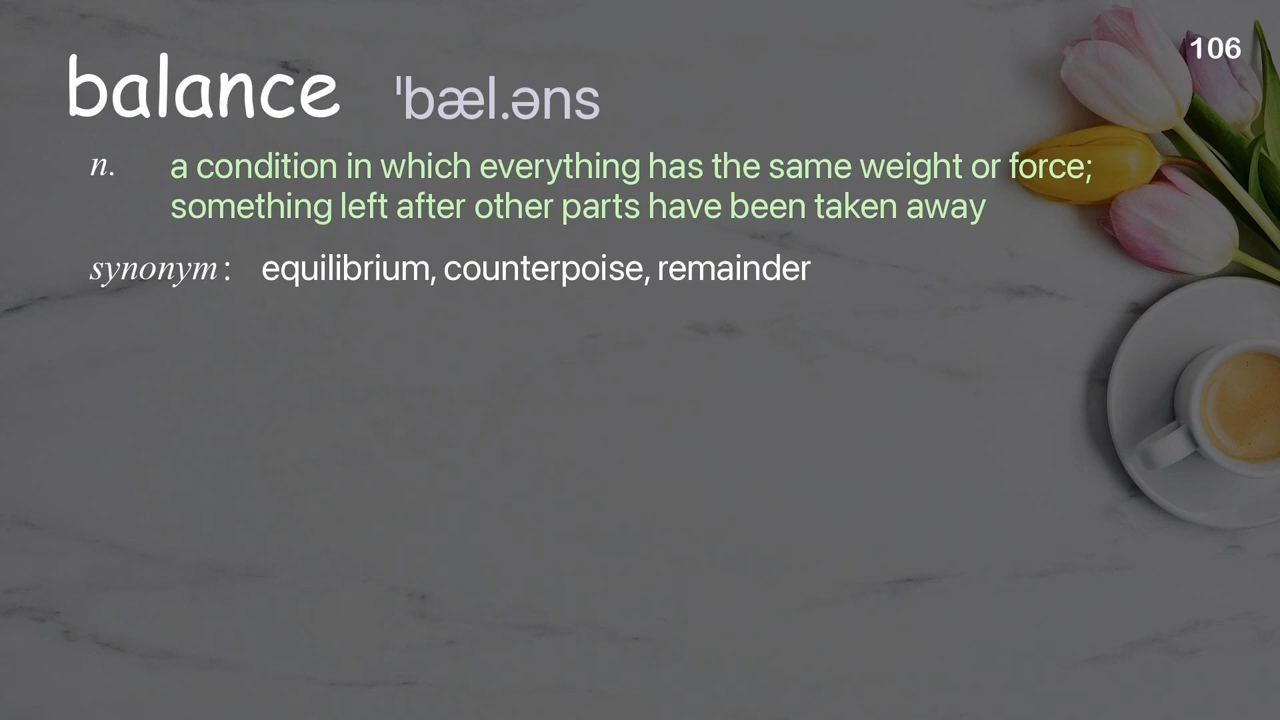 106
balance ˈbæl.əns
n. a condition in which everything has the same weight or force;
something left after other parts have been taken away
synonym: equilibrium, counterpoise, remainder